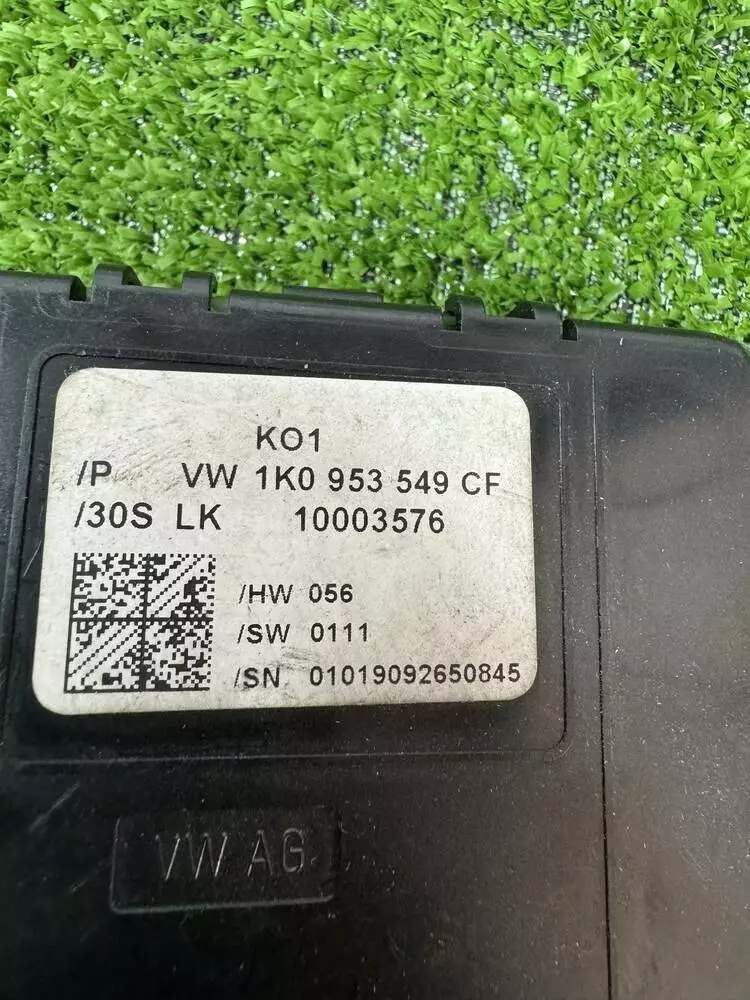 KO1
/P VW 1K0 953 549 CF
/30S LK 10003576
/HW 056
/SW 0111
/SN 01019092650845
VW AG